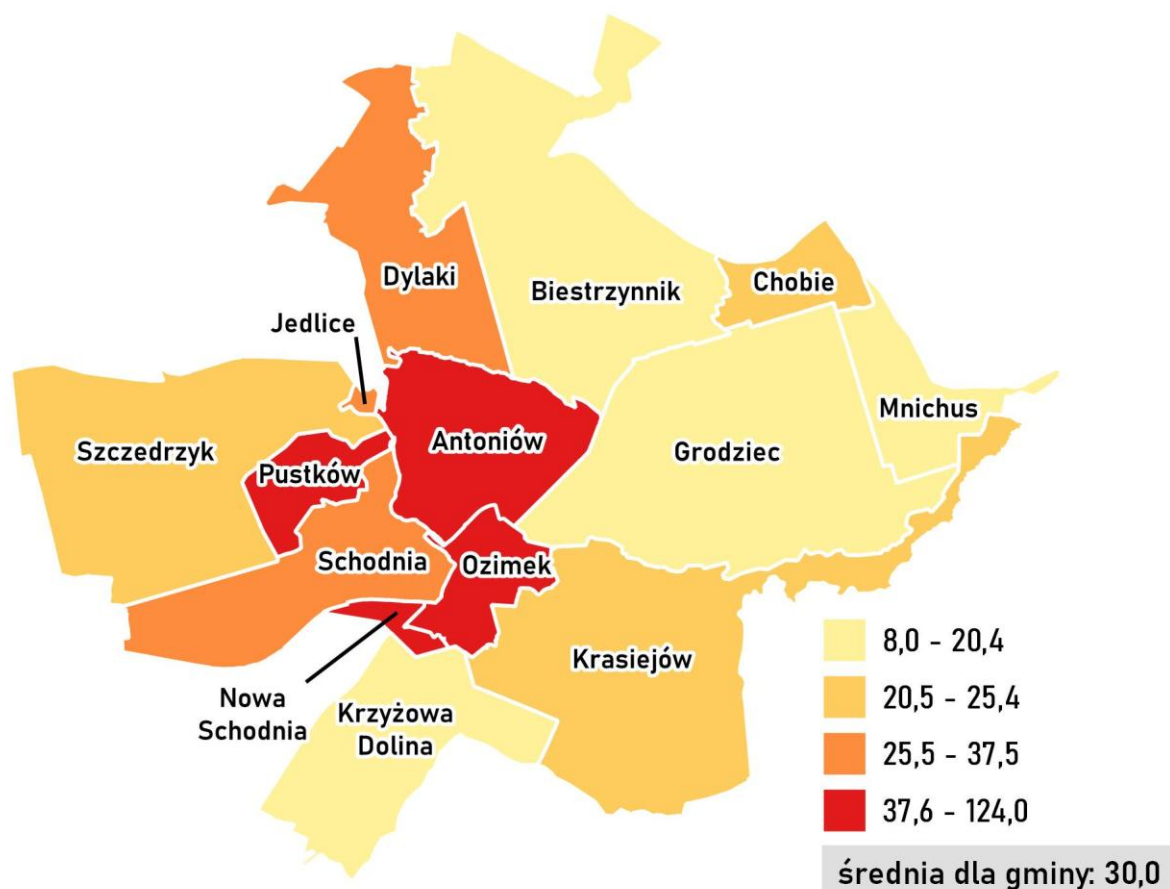 Dylaki
Biestrzynnik
Chobie
Jedlice
Mnichus
Szczedrzyk
Antoniów
Grodziec
Pustków
Schodnia
Ozimek
Krasiejów
Nowa
Schodnia
Krzyżowa
Dolina
8,0 - 20,4
20,5 - 25,4
25,5 - 37,5
37,6 - 124,0
średnia dla gminy: 30,0